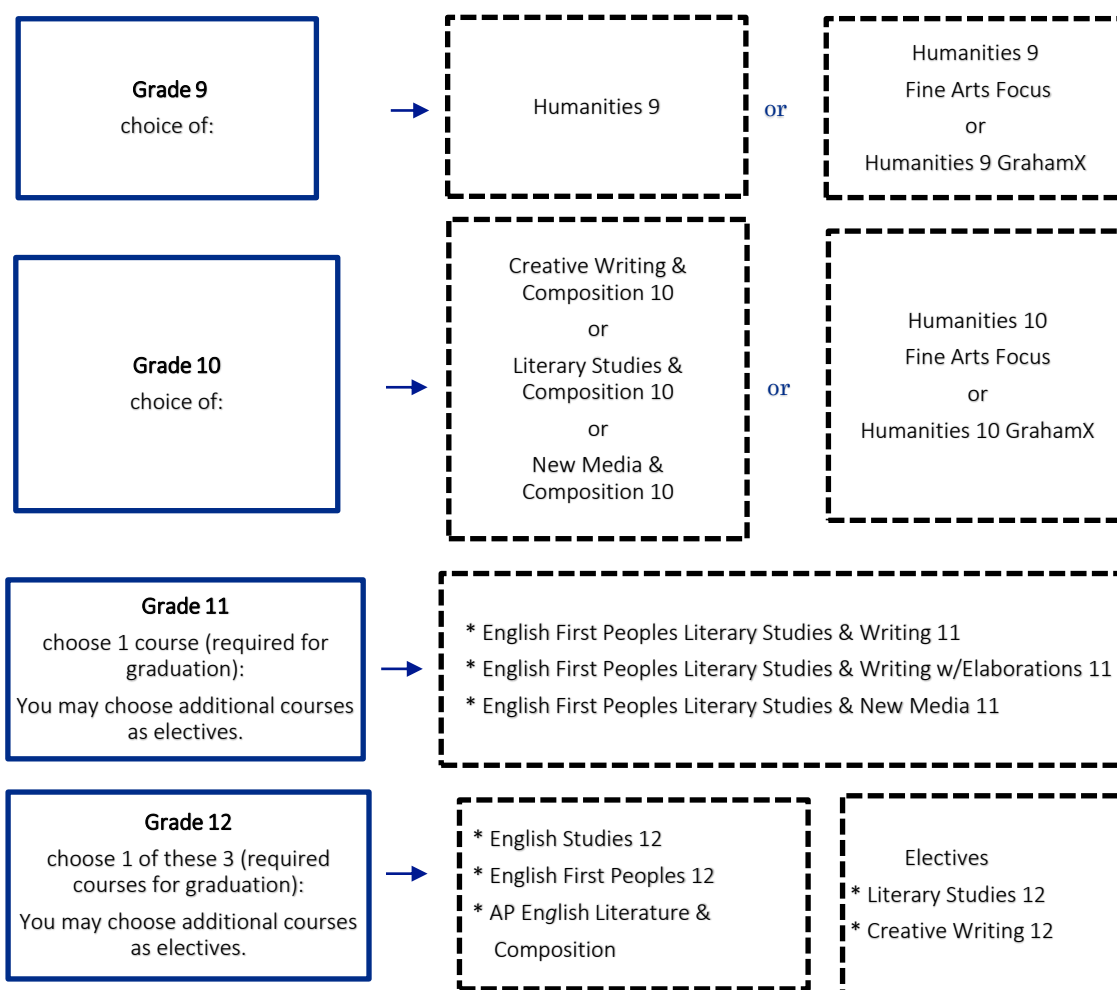 Grade 9
choice of:
Humanities 9
or
Humanities 9
Fine Arts Focus
or
Humanities 9 GrahamX
Grade 10
choice of:
Creative Writing &
Composition 10
or
Literary Studies &
Composition 10
or
New Media &
Composition 10
or
Humanities 10
Fine Arts Focus
or
Humanities 10 GrahamX
Grade 11
choose 1 course (required for
graduation):
You may choose additional courses
as electives.
* English First Peoples Literary Studies & Writing 11
* English First Peoples Literary Studies & Writing w/Elaborations 11
* English First Peoples Literary Studies & New Media 11
Grade 12
choose 1 of these 3 (required
courses for graduation):
You may choose additional courses
as electives.
* English Studies 12
* English First Peoples 12
* AP English Literature &
Composition
Electives
* Literary Studies 12
* Creative Writing 12